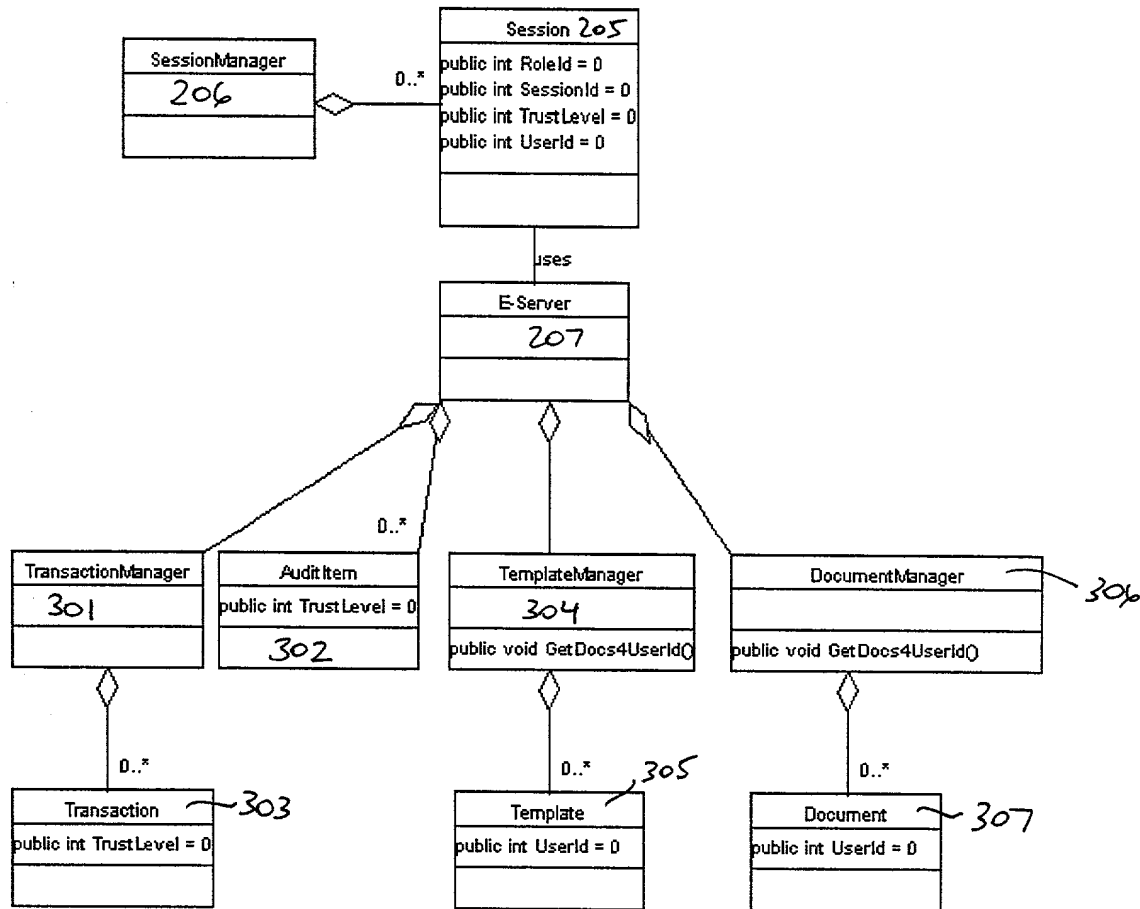 Session 205
public int RoleId = 0
public int SessionId = 0
public int TrustLevel = 0
public int UserId = 0
SessionManager
206
0..*
uses
E-Server
207
0..*
TransactionManager
301
AuditItem
public int TrustLevel = 0
302
TemplateManager
304
public void GetDocs4UserId()
DocumentManager
306
public void GetDocs4UserId()
0..*
0..*
0..*
Transaction
303
public int TrustLevel = 0
Template
305
public int UserId = 0
Document
307
public int UserId = 0